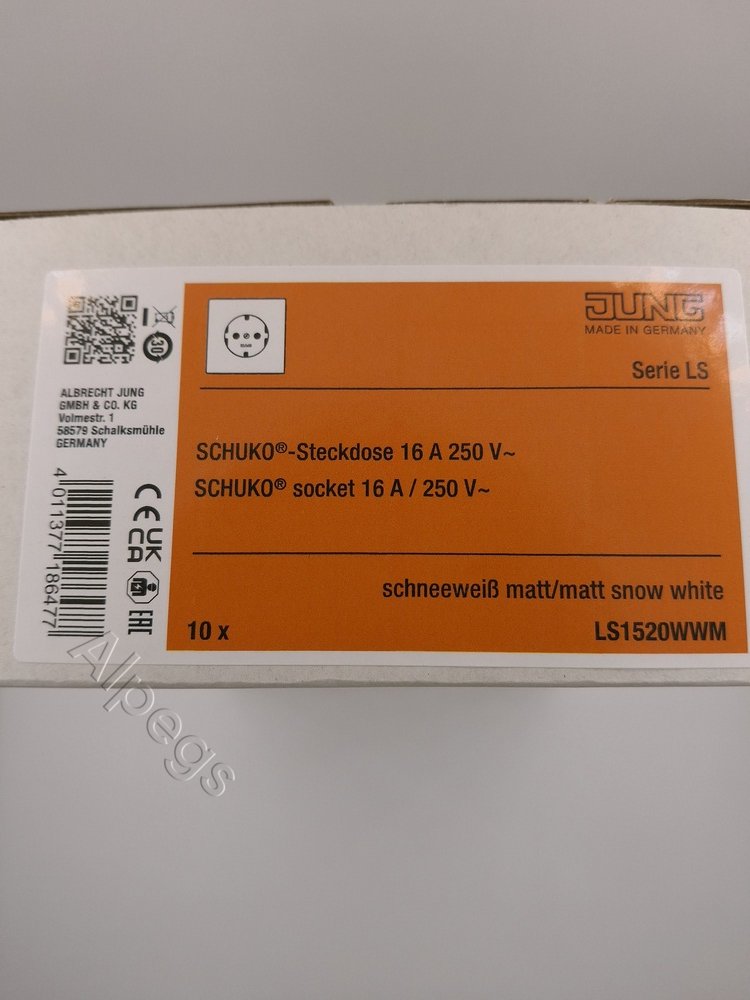 JUNG
MADE IN GERMANY
Serie LS
30
ALBRECHT JUNG
GMBH & CO. KG
Volmestr. 1
58579 Schalksmühle
GERMANY
SCHUKO®-Steckdose 16 A 250 V~
SCHUKO® socket 16 A / 250 V~
4 011377 186477
CE
UK
CA
EAC
schneeweiß matt/matt snow white
10 x
LS1520WWM
Alpegs